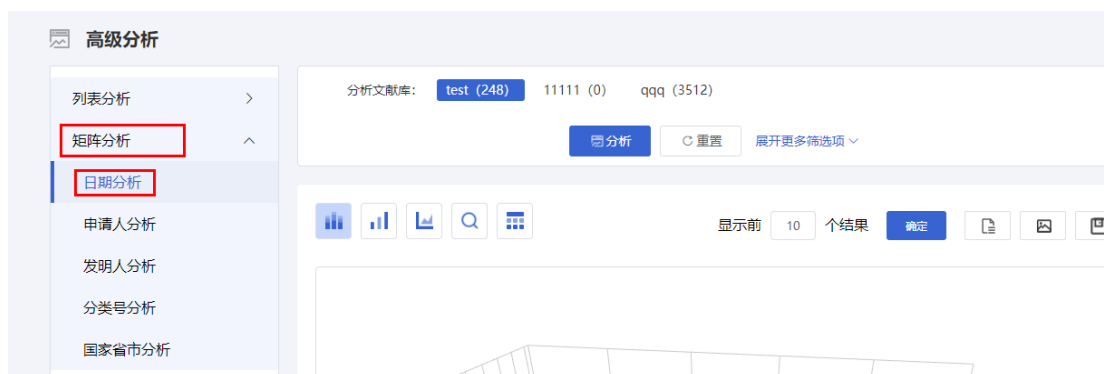 高级分析
列表分析
矩阵分析
日期分析
申请人分析
发明人分析
分类号分析
国家省市分析
分析文献库： test (248) 11111 (0) qqq (3512)
分析 重置 展开更多筛选项
显示前 10 个结果 确定